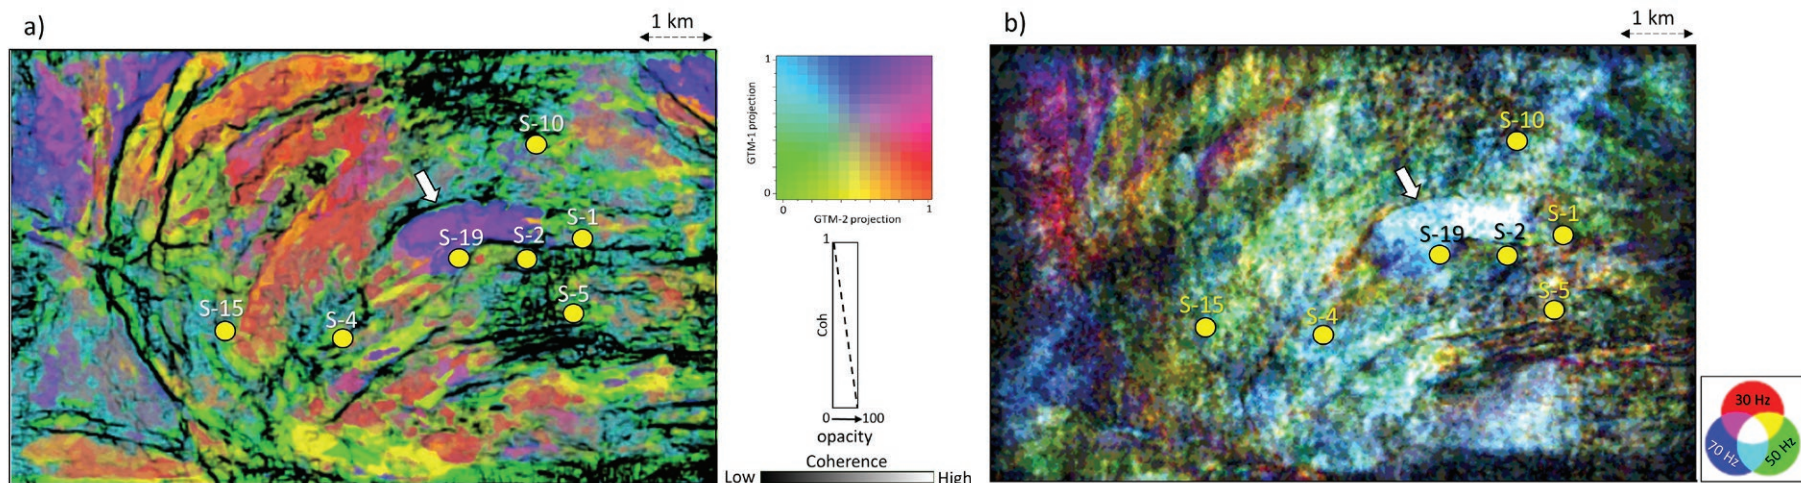 a)
1 km
S-10
S-1
S-19
S-2
S-5
S-15
S-4
1
GTM-1 projection
0
0
1
GTM-2 projection
1
Coh
0
100
opacity
Coherence
Low
High
b)
1 km
S-10
S-1
S-19
S-2
S-5
S-15
S-4
30 Hz
70 Hz
50 Hz